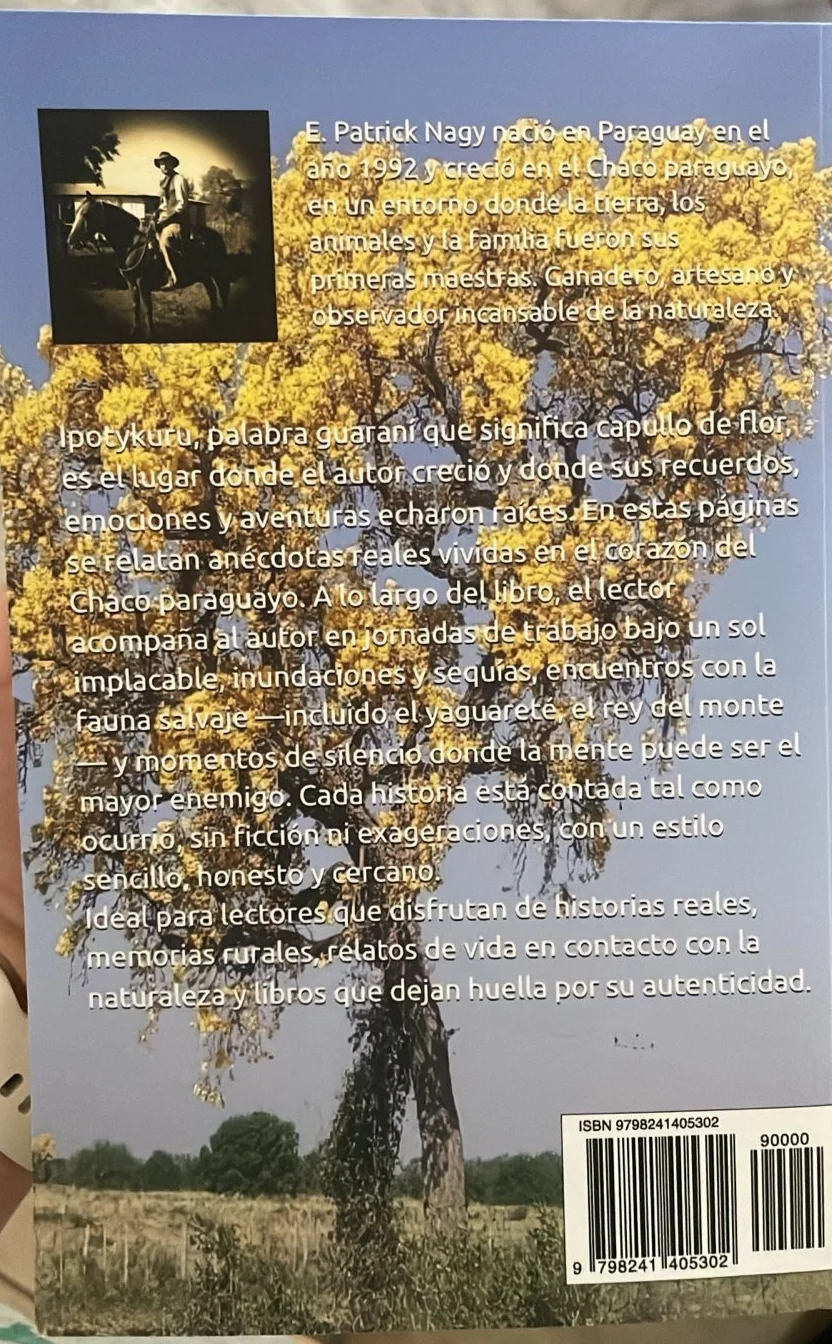 E. Patrick Nagy nació en Paraguay en el
año 1992 y creció en el Chaco paraguayo,
en un entorno donde la tierra, los
animales y la familia fueron sus
primeras maestras. Ganadero, artesano y
observador incansable de la naturaleza.
Ipotykuru, palabra guaraní que significa capullo de flor,
es el lugar donde el autor creció y donde sus recuerdos,
emociones y aventuras echaron raíces. En estas páginas
se relatan anécdotas reales vividas en el corazón del
Chaco paraguayo. A lo largo del libro, el lector
acompaña al autor en jornadas de trabajo bajo un sol
implacable, inundaciones y sequías, encuentros con la
fauna salvaje —incluido el yaguareté, el rey del monte
— y momentos de silencio donde la mente puede ser el
mayor enemigo. Cada historia está contada tal como
ocurrió, sin ficción ni exageraciones, con un estilo
sencillo, honesto y cercano.
Ideal para lectores que disfrutan de historias reales,
memorias rurales, relatos de vida en contacto con la
naturaleza y libros que dejan huella por su autenticidad.
ISBN 9798241405302
90000
9 798241 405302